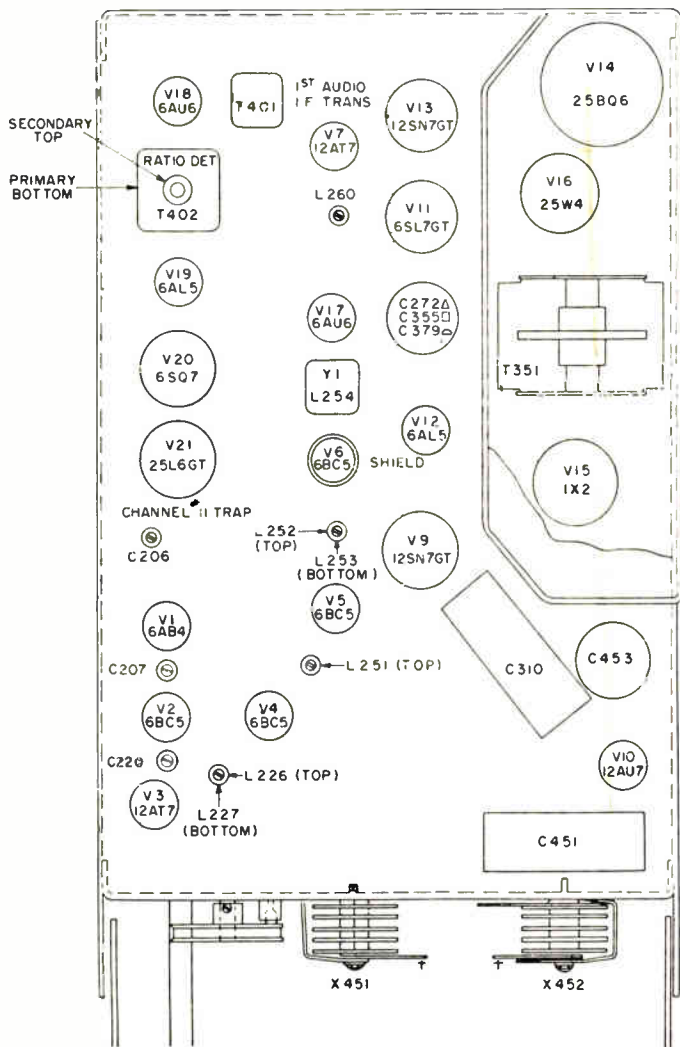 V18
6AU6
T401
1ST AUDIO
I F TRANS
V13
12SN7GT
V14
25BQ6
SECONDARY
TOP
V7
12AT7
PRIMARY
BOTTOM
RATIO DET
T402
L260
V11
6SL7GT
V16
25W4
V19
6AL5
V17
6AU6
C272△
C355□
C379⌓
V20
6SQ7
Y1
L254
T351
V12
6AL5
V21
25L6GT
V6
6BC5
SHIELD
V15
1X2
CHANNEL 11 TRAP
C206
L252
(TOP)
L253
(BOTTOM)
V9
12SN7GT
V5
6BC5
V1
6AB4
C207
L251 (TOP)
C310
C453
V2
6BC5
V4
6BC5
C220
L226 (TOP)
V10
12AU7
V3
12AT7
L227
(BOTTOM)
C451
X451
X452